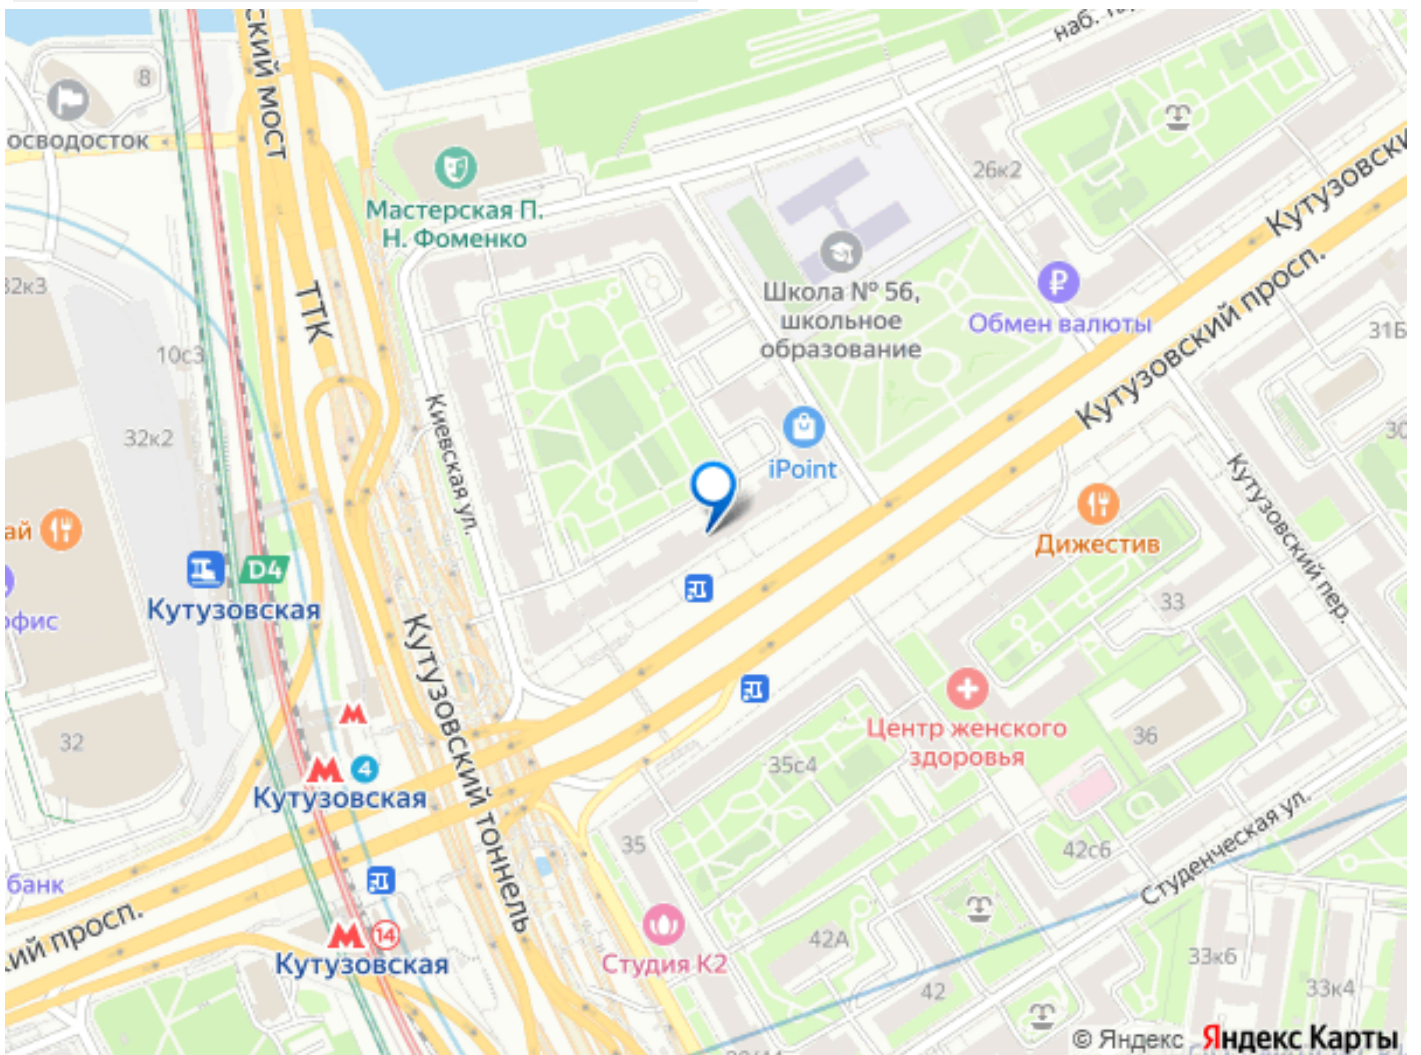 ский мост
наб. Та
8
осводосток
Мастерская П.
Н. Фоменко
26к2
Кутузовски
Кутузовский просп.
32к3
ТТК
Школа № 56,
школьное
образование
₽
Обмен валюты
10с3
31Б
Киевская ул.
32к2
iPoint
30
Кутузовский пер.
ай
Дижестив
D4
Кутузовская
офис
33
Кутузовский тоннель
Центр женского
здоровья
32
36
35с4
4
Кутузовская
35
42с6
Студенческая ул.
банк
кий просп.
14
Кутузовская
Студия К2
42А
33к6
42
33к4
© Яндекс Яндекс Карты